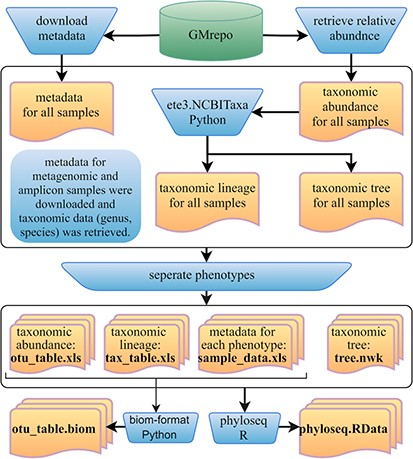 download
metadata
GMrepo
retrieve relative
abundnce
metadata
for all samples
ete3.NCBITaxa
Python
taxonomic
abundance
for all samples
metadata for
metagenomic and
amplicon samples were
downloaded and
taxonomic data (genus,
species) was retrieved.
taxonomic lineage
for all samples
taxonomic tree
for all samples
seperate phenotypes
taxonomic
abundance:
otu_table.xls
taxonomic
lineage:
tax_table.xls
metadata for
each phenotype:
sample_data.xls
taxonomic
tree:
tree.nwk
otu_table.biom
biom-format
Python
phyloseq
R
phyloseq.RData